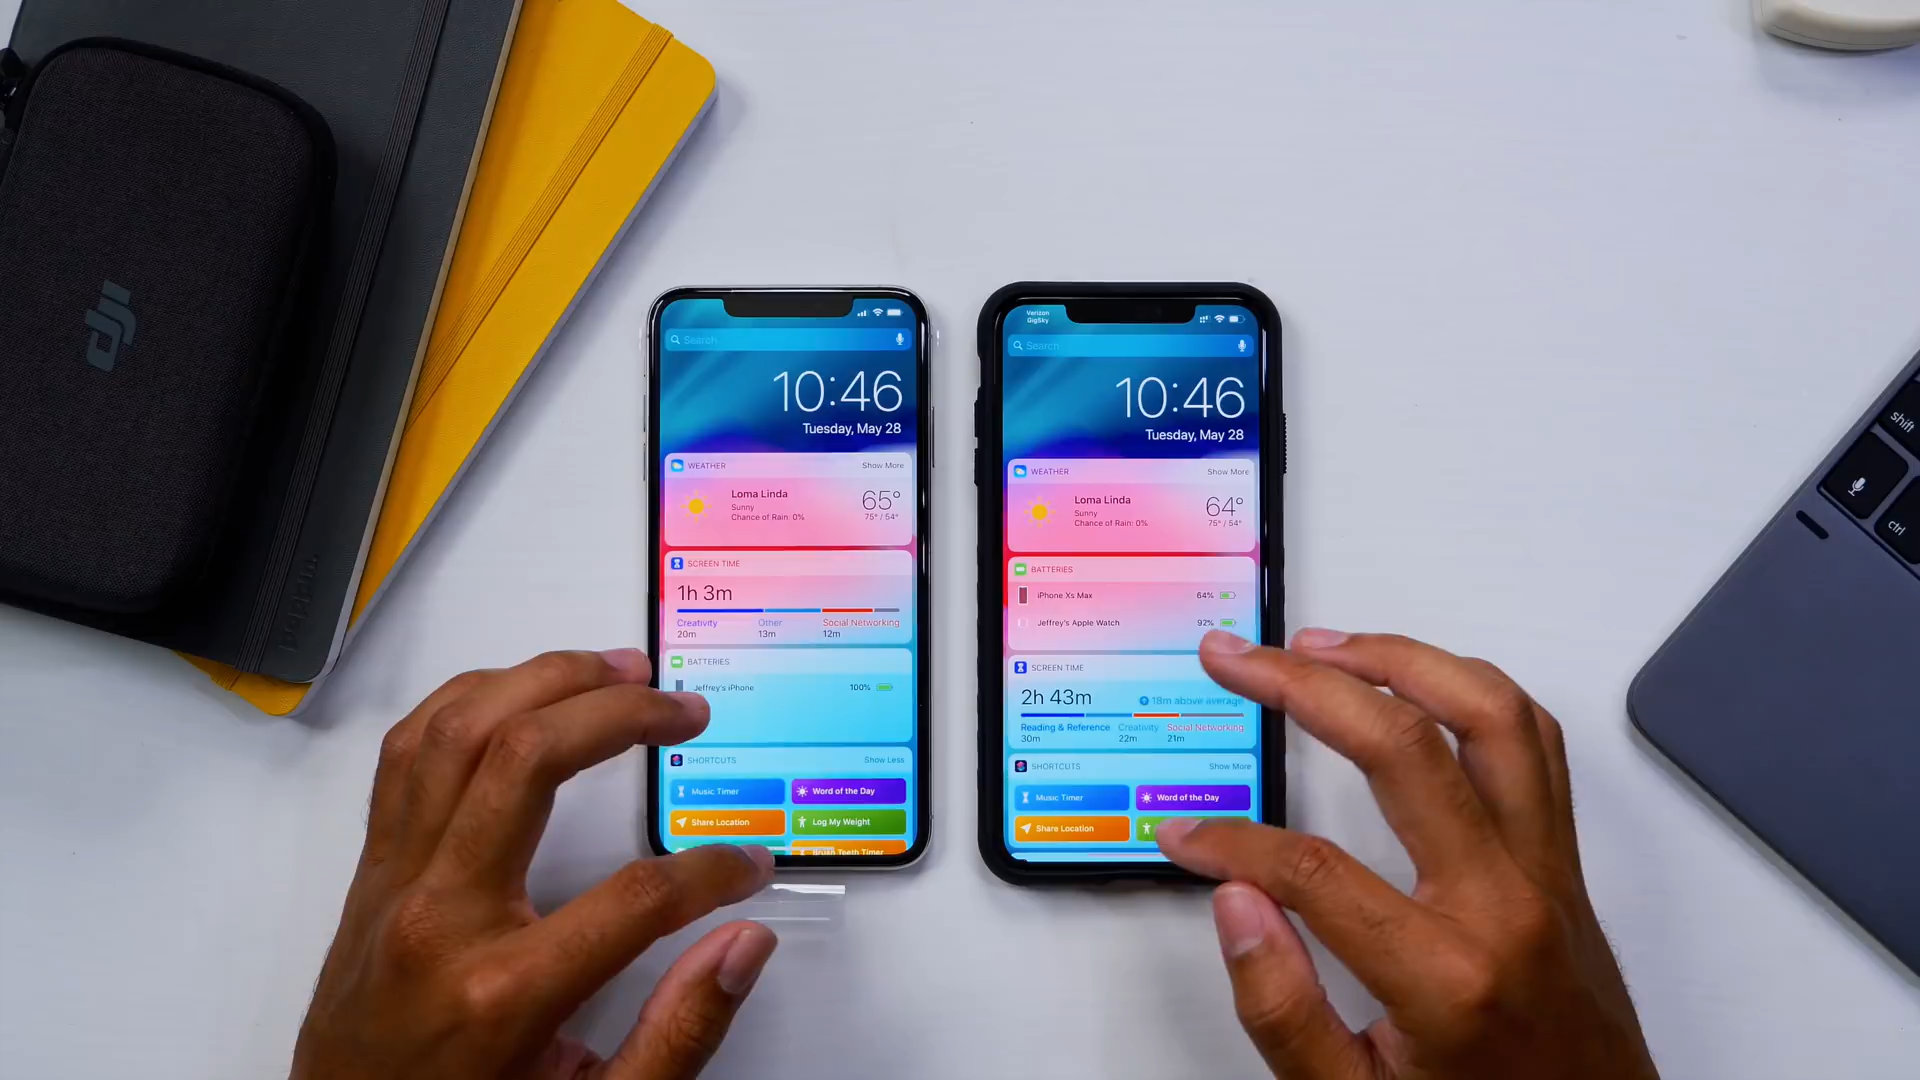 dji
Search
10:46
Tuesday, May 28
WEATHER
Show More
Loma Linda
Sunny
Chance of Rain: 0%
65°
75° / 54°
SCREEN TIME
1h 3m
Creativity
20m
Other
13m
Social Networking
12m
BATTERIES
Jeffrey's iPhone
100%
SHORTCUTS
Show Less
Music Timer
Word of the Day
Share Location
Log My Weight
Brush Teeth Timer
Verizon
GigSky
Search
10:46
Tuesday, May 28
WEATHER
Show More
Loma Linda
Sunny
Chance of Rain: 0%
64°
75° / 54°
BATTERIES
iPhone Xs Max
64%
Jeffrey's Apple Watch
92%
SCREEN TIME
2h 43m
18m above average
Reading & Reference
30m
Creativity
22m
Social Networking
21m
SHORTCUTS
Show More
Music Timer
Word of the Day
Share Location
shift
ctrl